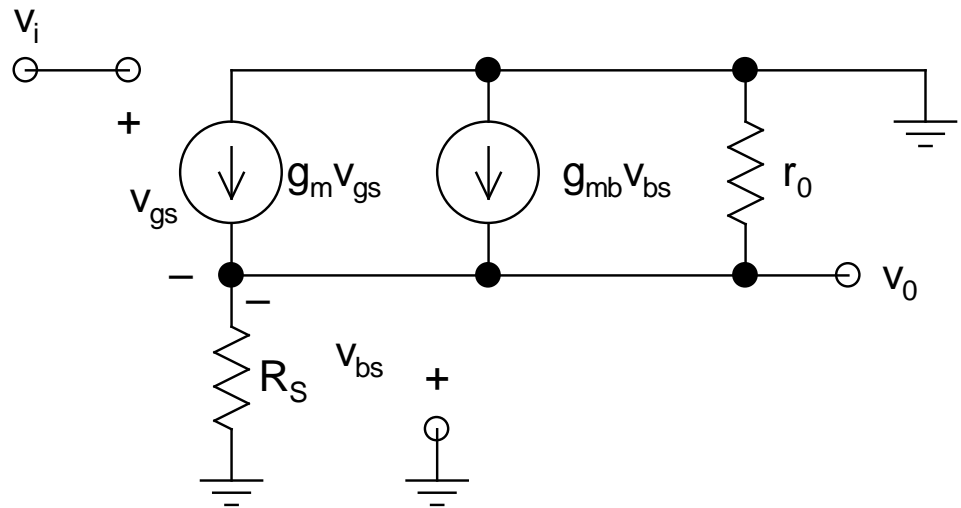 v_i
+
v_gs
g_m v_gs
g_mb v_bs
r_0
−
−
v_0
R_S
v_bs
+